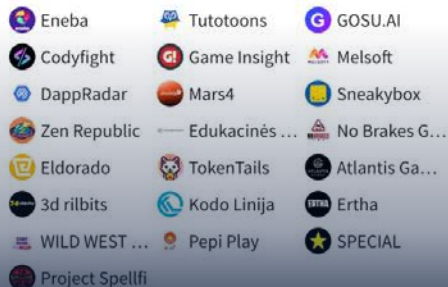 Eneba Tutotoons GOSU.AI
Codyfight Game Insight Melsoft
DappRadar Mars4 Sneakybox
Zen Republic Edukacinės ... No Brakes G...
Eldorado TokenTails Atlantis Ga...
3d rilbits Kodo Linija Ertha
WILD WEST ... Pepi Play SPECIAL
Project Spellfi